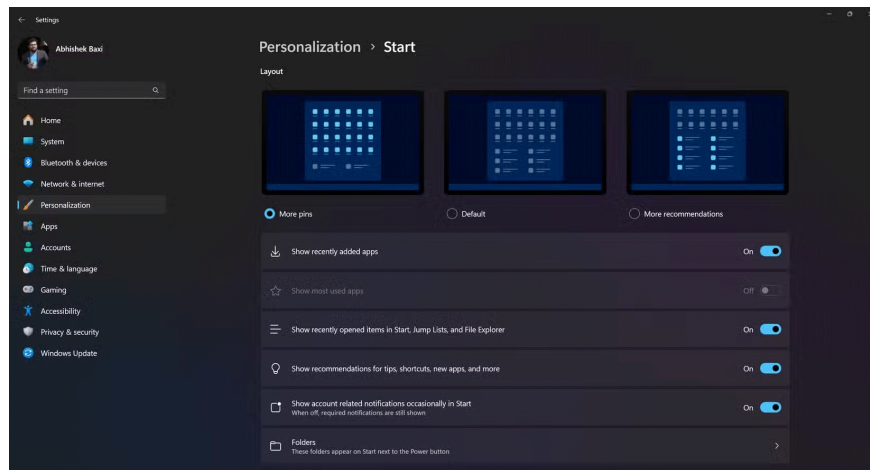 Settings
Abhishek Baxi
Find a setting
Home
System
Bluetooth & devices
Network & internet
Personalization
Apps
Accounts
Time & language
Gaming
Accessibility
Privacy & security
Windows Update
Personalization > Start
Layout
More pins
Default
More recommendations
Show recently added apps On
Show most used apps Off
Show recently opened items in Start, Jump Lists, and File Explorer On
Show recommendations for tips, shortcuts, new apps, and more On
Show account related notifications occasionally in Start On
When off, required notifications are still shown
Folders
These folders appear on Start next to the Power button